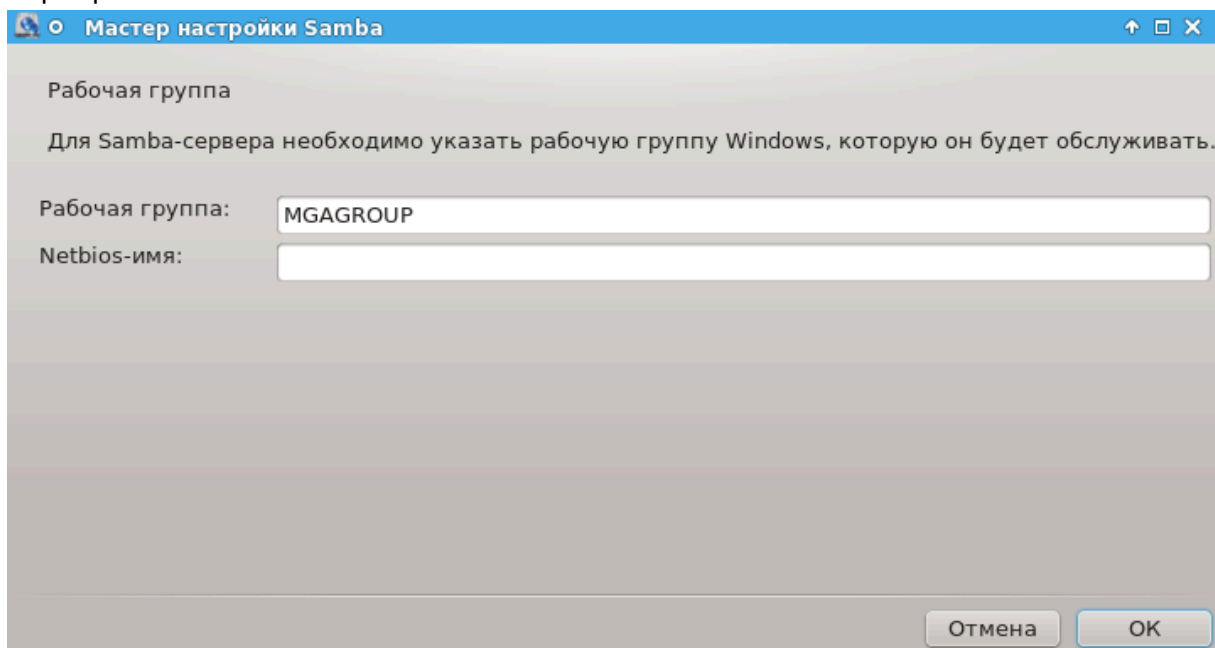 Мастер настройки Samba
Рабочая группа
Для Samba-сервера необходимо указать рабочую группу Windows, которую он будет обслуживать.
Рабочая группа: MGAGROUP
Netbios-имя:
Отмена OK